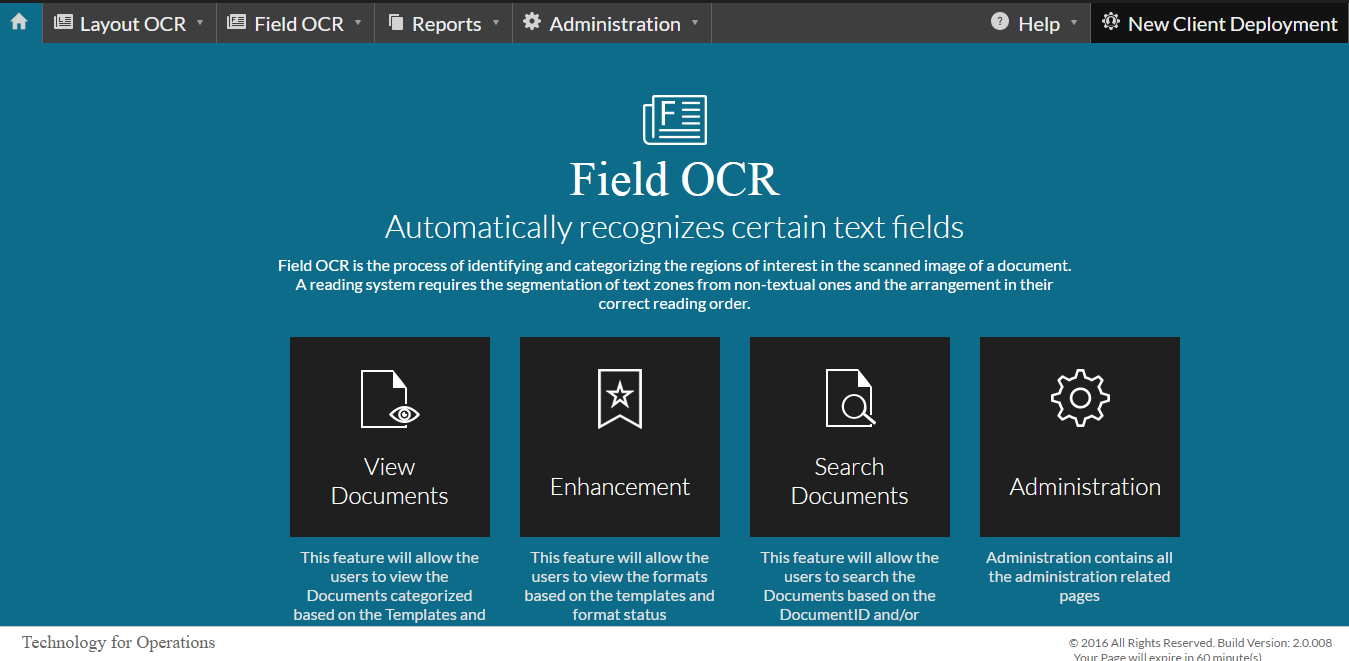 Layout OCR Field OCR Reports Administration Help New Client Deployment
F
Field OCR
Automatically recognizes certain text fields
Field OCR is the process of identifying and categorizing the regions of interest in the scanned image of a document.
A reading system requires the segmentation of text zones from non-textual ones and the arrangement in their
correct reading order.
View
Documents
Enhancement
Search
Documents
Administration
This feature will allow the
users to view the
Documents categorized
based on the Templates and
This feature will allow the
users to view the formats
based on the templates and
format status
This feature will allow the
users to search the
Documents based on the
DocumentID and/or
Administration contains all
the administration related
pages
Technology for Operations
© 2016 All Rights Reserved. Build Version: 2.0.008
Your Page will expire in 60 minute(s)